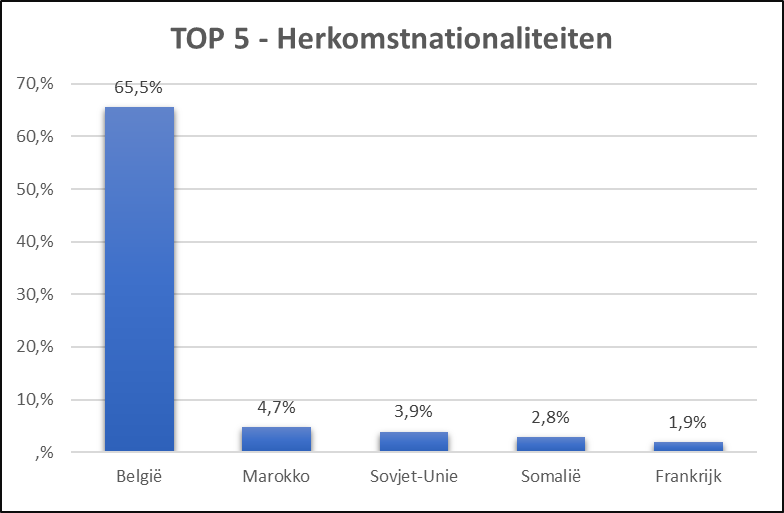 TOP 5 - Herkomstnationaliteiten
70,%
60,%
50,%
40,%
30,%
20,%
10,%
,%
65,5%
4,7%
3,9%
2,8%
1,9%
België
Marokko
Sovjet-Unie
Somalië
Frankrijk